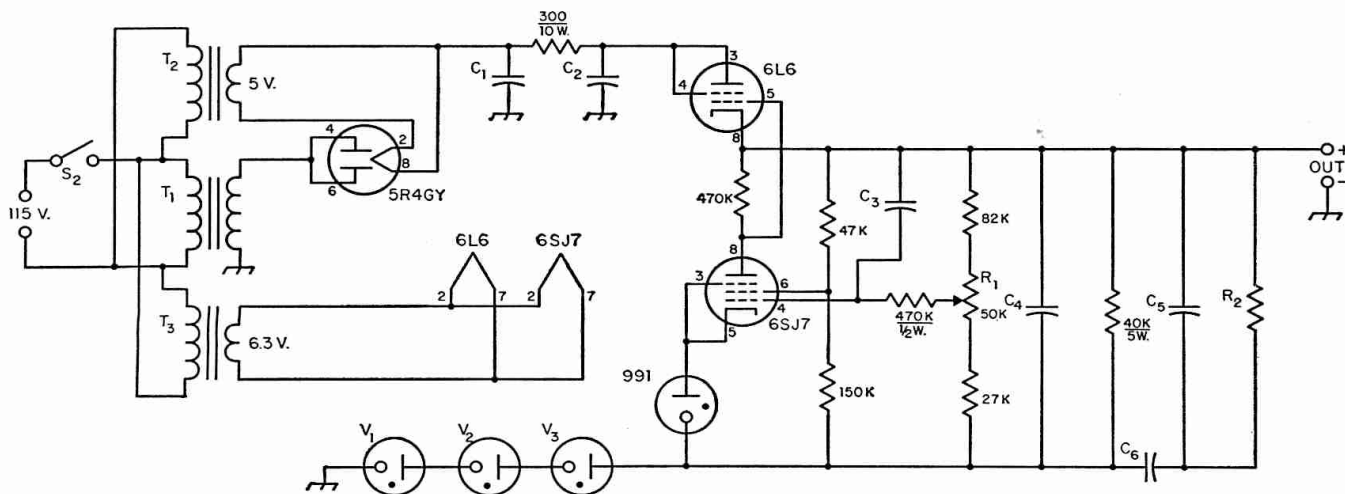 T2
5 V.
S2
115 V.
T1
T3
6.3 V.
4
2
8
6
5R4GY
6L6
2
7
6SJ7
2
7
C1
300
10 W.
C2
3
6L6
4
5
8
470K
8
3
6
4
5
6SJ7
991
47K
150K
C3
470K
1/2W.
82K
R1
50K
27K
C4
40K
5W.
C5
C6
R2
+
OUT
-
V1
V2
V3